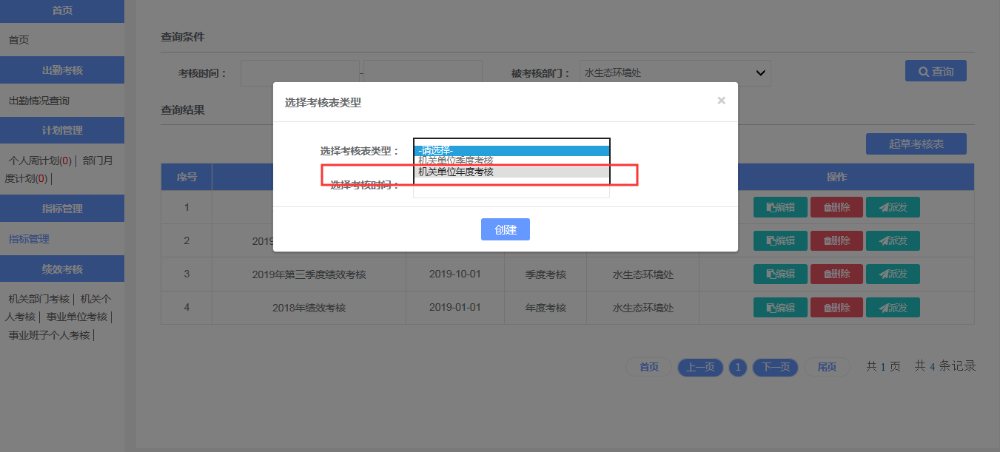 首页
首页
出勤考核
出勤情况查询
计划管理
个人周计划(0)│ 部门月
度计划(0)│
指标管理
指标管理
绩效考核
机关部门考核│ 机关个
人考核│ 事业单位考核│
事业班子个人考核│
查询条件
考核时间： - 被考核部门： 水生态环境处 查询
查询结果
起草考核表
选择考核表类型 ×
选择考核表类型： -请选择-
机关单位季度考核
机关单位年度考核
选择考核时间：
创建
序号 操作
1 编辑 删除 派发
2 2019 编辑 删除 派发
3 2019年第三季度绩效考核 2019-10-01 季度考核 水生态环境处 编辑 删除 派发
4 2018年绩效考核 2019-01-01 年度考核 水生态环境处 编辑 删除 派发
首页 上一页 1 下一页 尾页 共 1 页 共 4 条记录